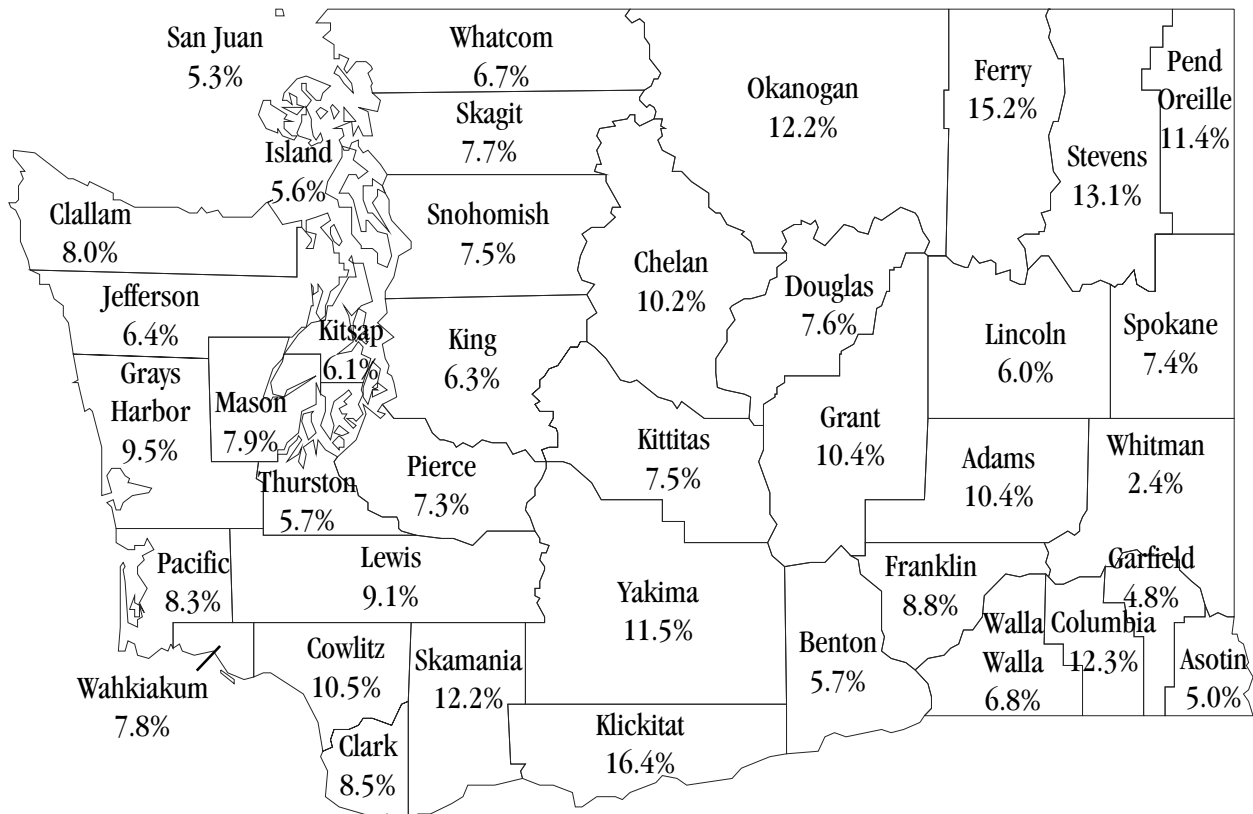 San Juan
5.3%
Whatcom
6.7%
Skagit
7.7%
Okanogan
12.2%
Ferry
15.2%
Pend
Oreille
11.4%
Stevens
13.1%
Island
5.6%
Clallam
8.0%
Snohomish
7.5%
Chelan
10.2%
Douglas
7.6%
Jefferson
6.4%
Kitsap
6.1%
King
6.3%
Lincoln
6.0%
Spokane
7.4%
Grays
Harbor
9.5%
Mason
7.9%
Kittitas
7.5%
Grant
10.4%
Adams
10.4%
Whitman
2.4%
Thurston
5.7%
Pierce
7.3%
Pacific
8.3%
Lewis
9.1%
Yakima
11.5%
Franklin
8.8%
Garfield
4.8%
Wahkiakum
7.8%
Cowlitz
10.5%
Skamania
12.2%
Benton
5.7%
Walla
Walla
6.8%
Columbia
12.3%
Asotin
5.0%
Clark
8.5%
Klickitat
16.4%